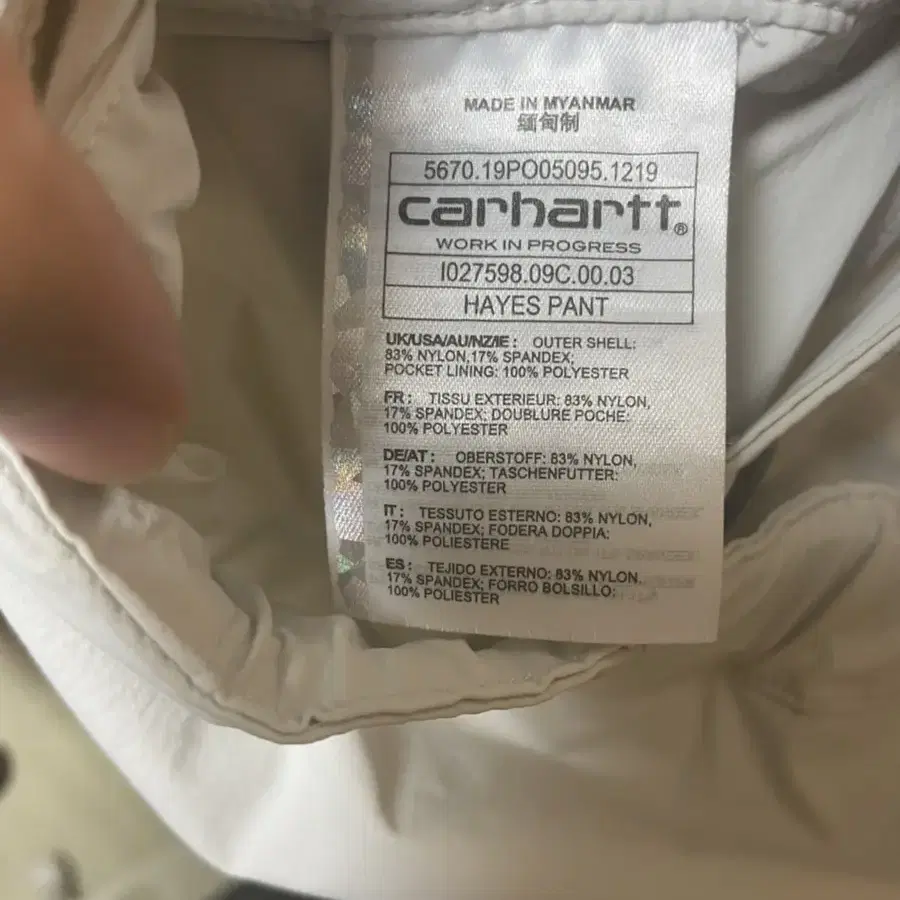 MADE IN MYANMAR
缅甸制
5670.19PO05095.1219
carhartt®
WORK IN PROGRESS
I027598.09C.00.03
HAYES PANT
UK/USA/AU/NZ/IE: OUTER SHELL:
83% NYLON,17% SPANDEX;
POCKET LINING: 100% POLYESTER
FR: TISSU EXTERIEUR: 83% NYLON,
17% SPANDEX; DOUBLURE POCHE:
100% POLYESTER
DE/AT: OBERSTOFF: 83% NYLON,
17% SPANDEX; TASCHENFUTTER:
100% POLYESTER
IT: TESSUTO ESTERNO: 83% NYLON,
17% SPANDEX; FODERA DOPPIA:
100% POLIESTERE
ES: TEJIDO EXTERNO: 83% NYLON,
17% SPANDEX; FORRO BOLSILLO:
100% POLIESTER